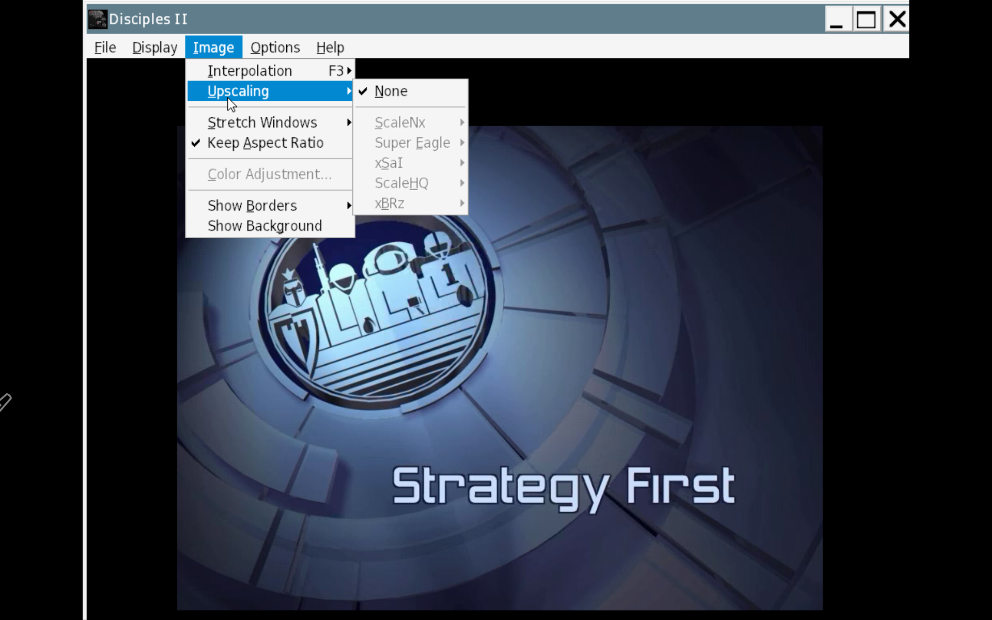 Disciples II
File Display Image Options Help
Interpolation F3
Upscaling
Stretch Windows
Keep Aspect Ratio
Color Adjustment...
Show Borders
Show Background
None
ScaleNx
Super Eagle
xSaI
ScaleHQ
xBRz
1
Strategy First